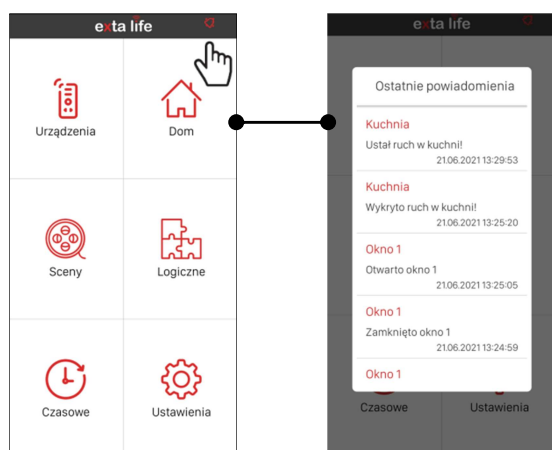 exta life
Urządzenia
Dom
Sceny
Logiczne
Czasowe
Ustawienia
exta life
Ostatnie powiadomienia
Kuchnia
Ustał ruch w kuchni!
21.06.2021 13:29:53
Kuchnia
Wykryto ruch w kuchni!
21.06.2021 13:25:20
Okno 1
Otwarto okno 1
21.06.2021 13:25:05
Okno 1
Zamknięto okno 1
21.06.2021 13:24:59
Okno 1
Czasowe
Ustawienia